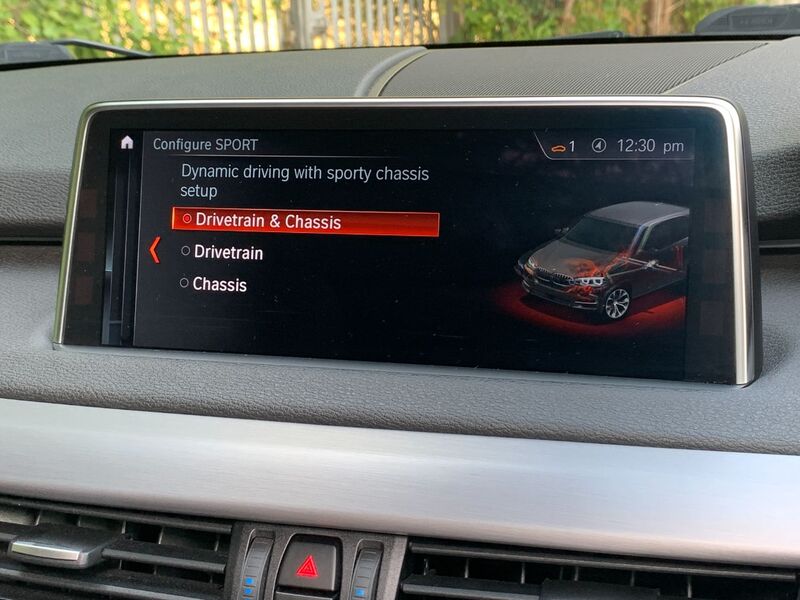 Configure SPORT
1
12:30 pm
Dynamic driving with sporty chassis
setup
Drivetrain & Chassis
Drivetrain
Chassis